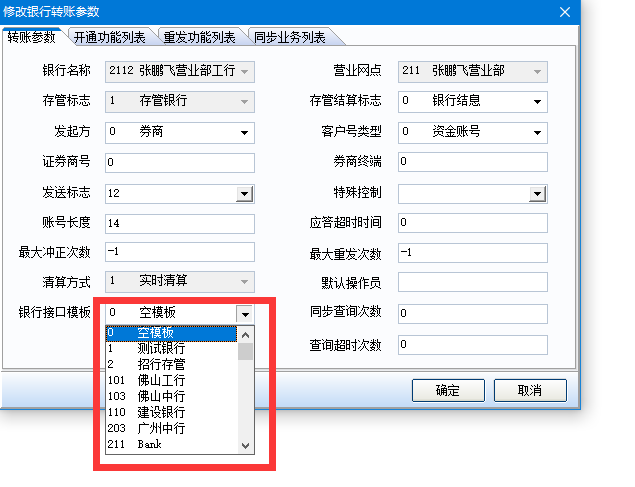 修改银行转账参数
转账参数 开通功能列表 重发功能列表 同步业务列表
银行名称 2112 张鹏飞营业部工行 营业网点 211 张鹏飞营业部
存管标志 1 存管银行 存管结算标志 0 银行结息
发起方 0 券商 客户号类型 0 资金账号
证券商号 0 券商终端 0
发送标志 12 特殊控制
账号长度 14 应答超时时间 0
最大冲正次数 -1 最大重发次数 -1
清算方式 1 实时清算 默认操作员
银行接口模板 0 空模板 同步查询次数 0
0 空模板
1 测试银行 查询超时次数 0
2 招行存管
101 佛山工行
103 佛山中行 确定 取消
110 建设银行
203 广州中行
211 Bank